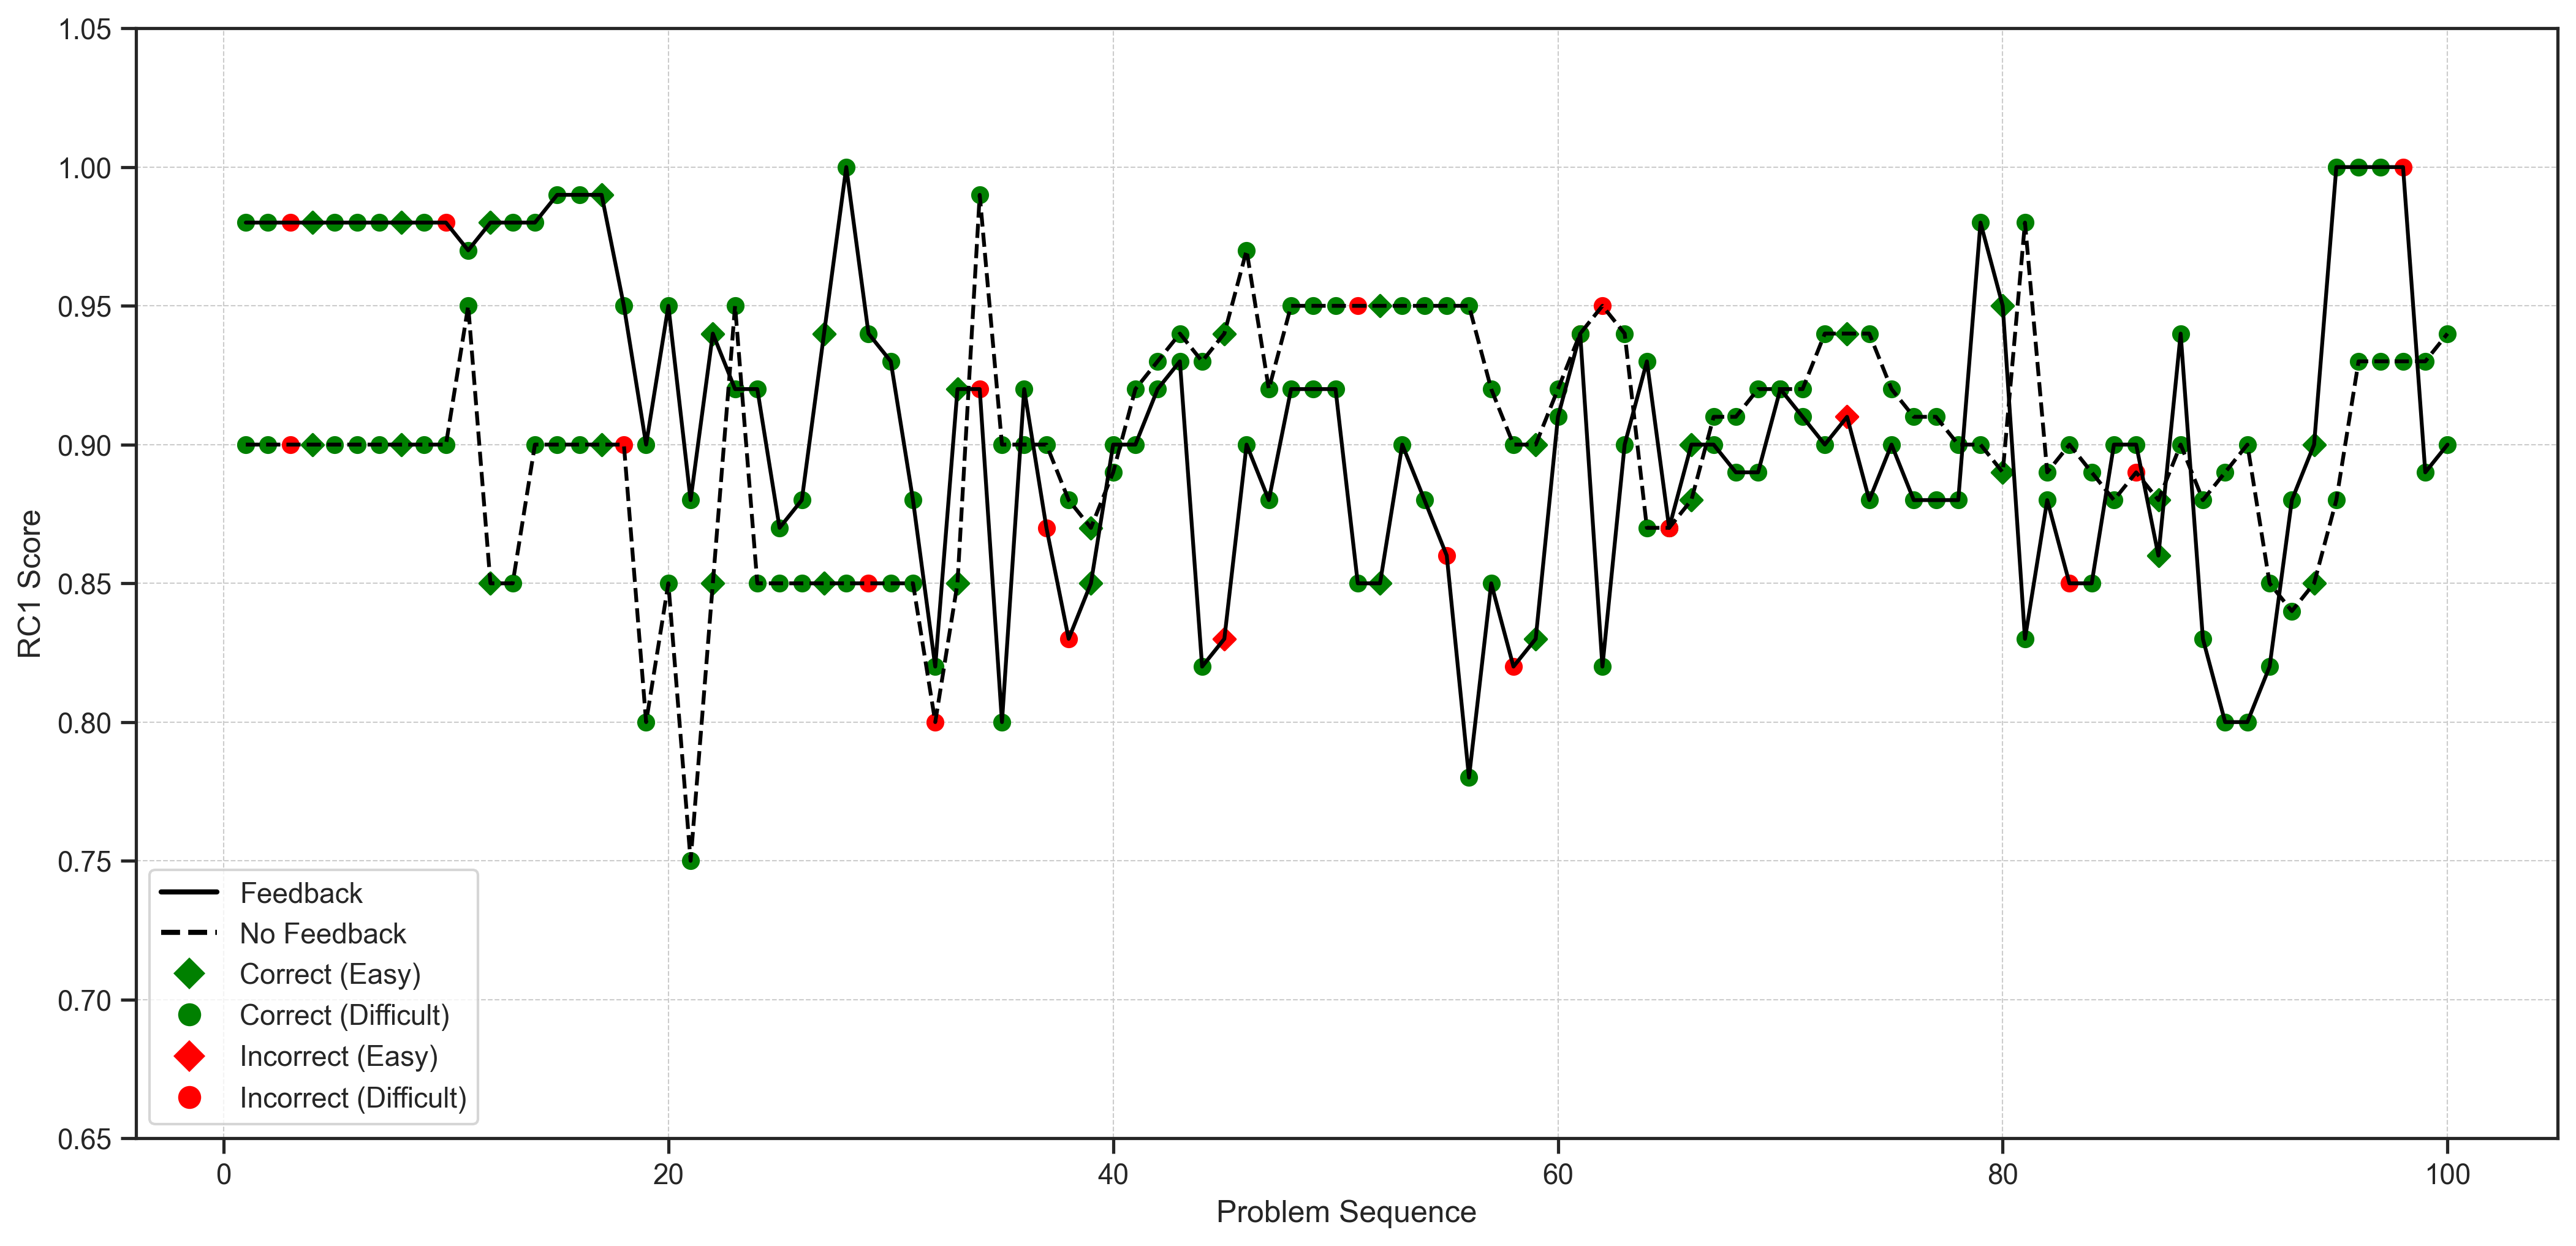 1.05
1.00
0.95
0.90
0.85
0.80
0.75
0.70
0.65
RC1 Score
Feedback
No Feedback
Correct (Easy)
Correct (Difficult)
Incorrect (Easy)
Incorrect (Difficult)
0 20 40 60 80 100
Problem Sequence